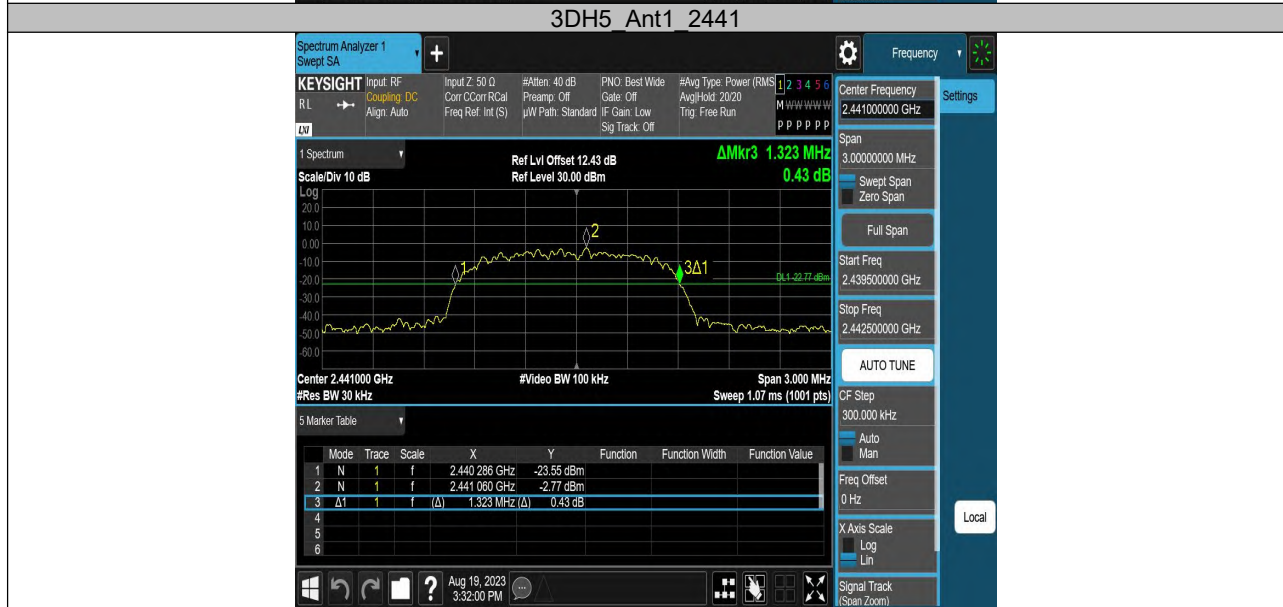 3DH5_Ant1_2441
Spectrum Analyzer 1
Swept SA
+
Frequency
KEYSIGHT
RL
LXI
Input: RF
Coupling: DC
Align: Auto
Input Z: 50 Ω
Corr CCorr RCal
Freq Ref: Int (S)
#Atten: 40 dB
Preamp: Off
µW Path: Standard
PNO: Best Wide
Gate: Off
IF Gain: Low
Sig Track: Off
#Avg Type: Power (RMS
Avg|Hold: 20/20
Trig: Free Run
1 2 3 4 5 6
M W W W W W
P P P P P P
1 Spectrum
Scale/Div 10 dB
Ref Lvl Offset 12.43 dB
Ref Level 30.00 dBm
ΔMkr3 1.323 MHz
0.43 dB
Log
20.0
10.0
0.00
-10.0
-20.0
-30.0
-40.0
-50.0
-60.0
1
2
3Δ1
DL1 -22.77 dBm
Center 2.441000 GHz
#Video BW 100 kHz
Span 3.000 MHz
#Res BW 30 kHz
Sweep 1.07 ms (1001 pts)
5 Marker Table
Mode Trace Scale X Y Function Function Width Function Value
1 N 1 f 2.440 286 GHz -23.55 dBm
2 N 1 f 2.441 060 GHz -2.77 dBm
3 Δ1 1 f (Δ) 1.323 MHz (Δ) 0.43 dB
4
5
6
Aug 19, 2023
3:32:00 PM
Center Frequency
2.441000000 GHz
Settings
Span
3.00000000 MHz
Swept Span
Zero Span
Full Span
Start Freq
2.439500000 GHz
Stop Freq
2.442500000 GHz
AUTO TUNE
CF Step
300.000 kHz
Auto
Man
Freq Offset
0 Hz
X Axis Scale
Log
Lin
Local
Signal Track
(Span Zoom)